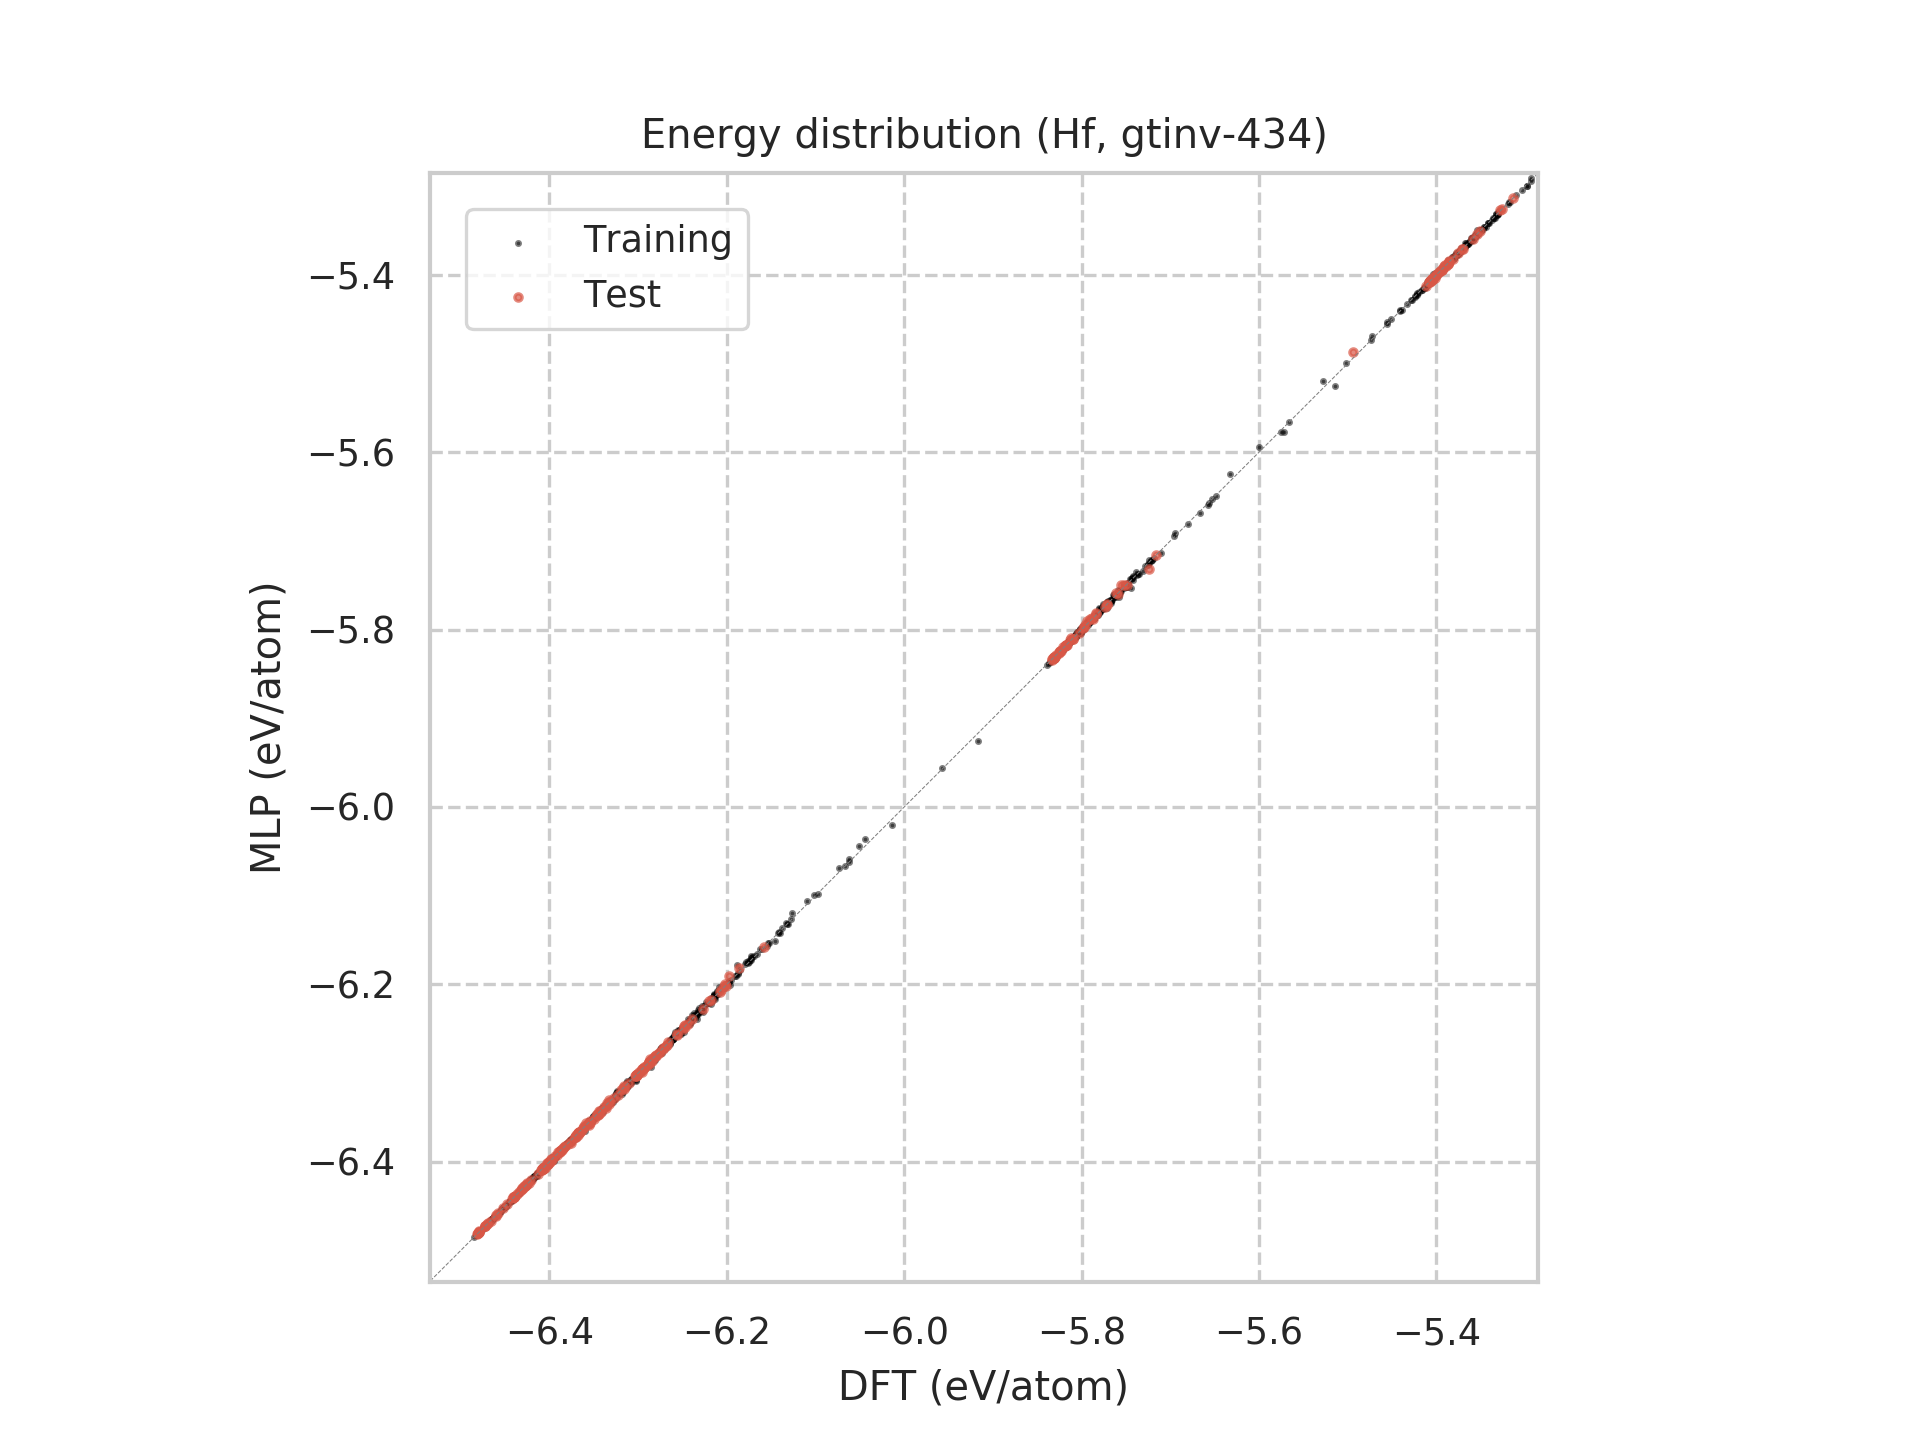 Energy distribution (Hf, gtinv-434)
Training
Test
−5.4
−5.6
−5.8
−6.0
−6.2
−6.4
MLP (eV/atom)
−6.4 −6.2 −6.0 −5.8 −5.6 −5.4
DFT (eV/atom)